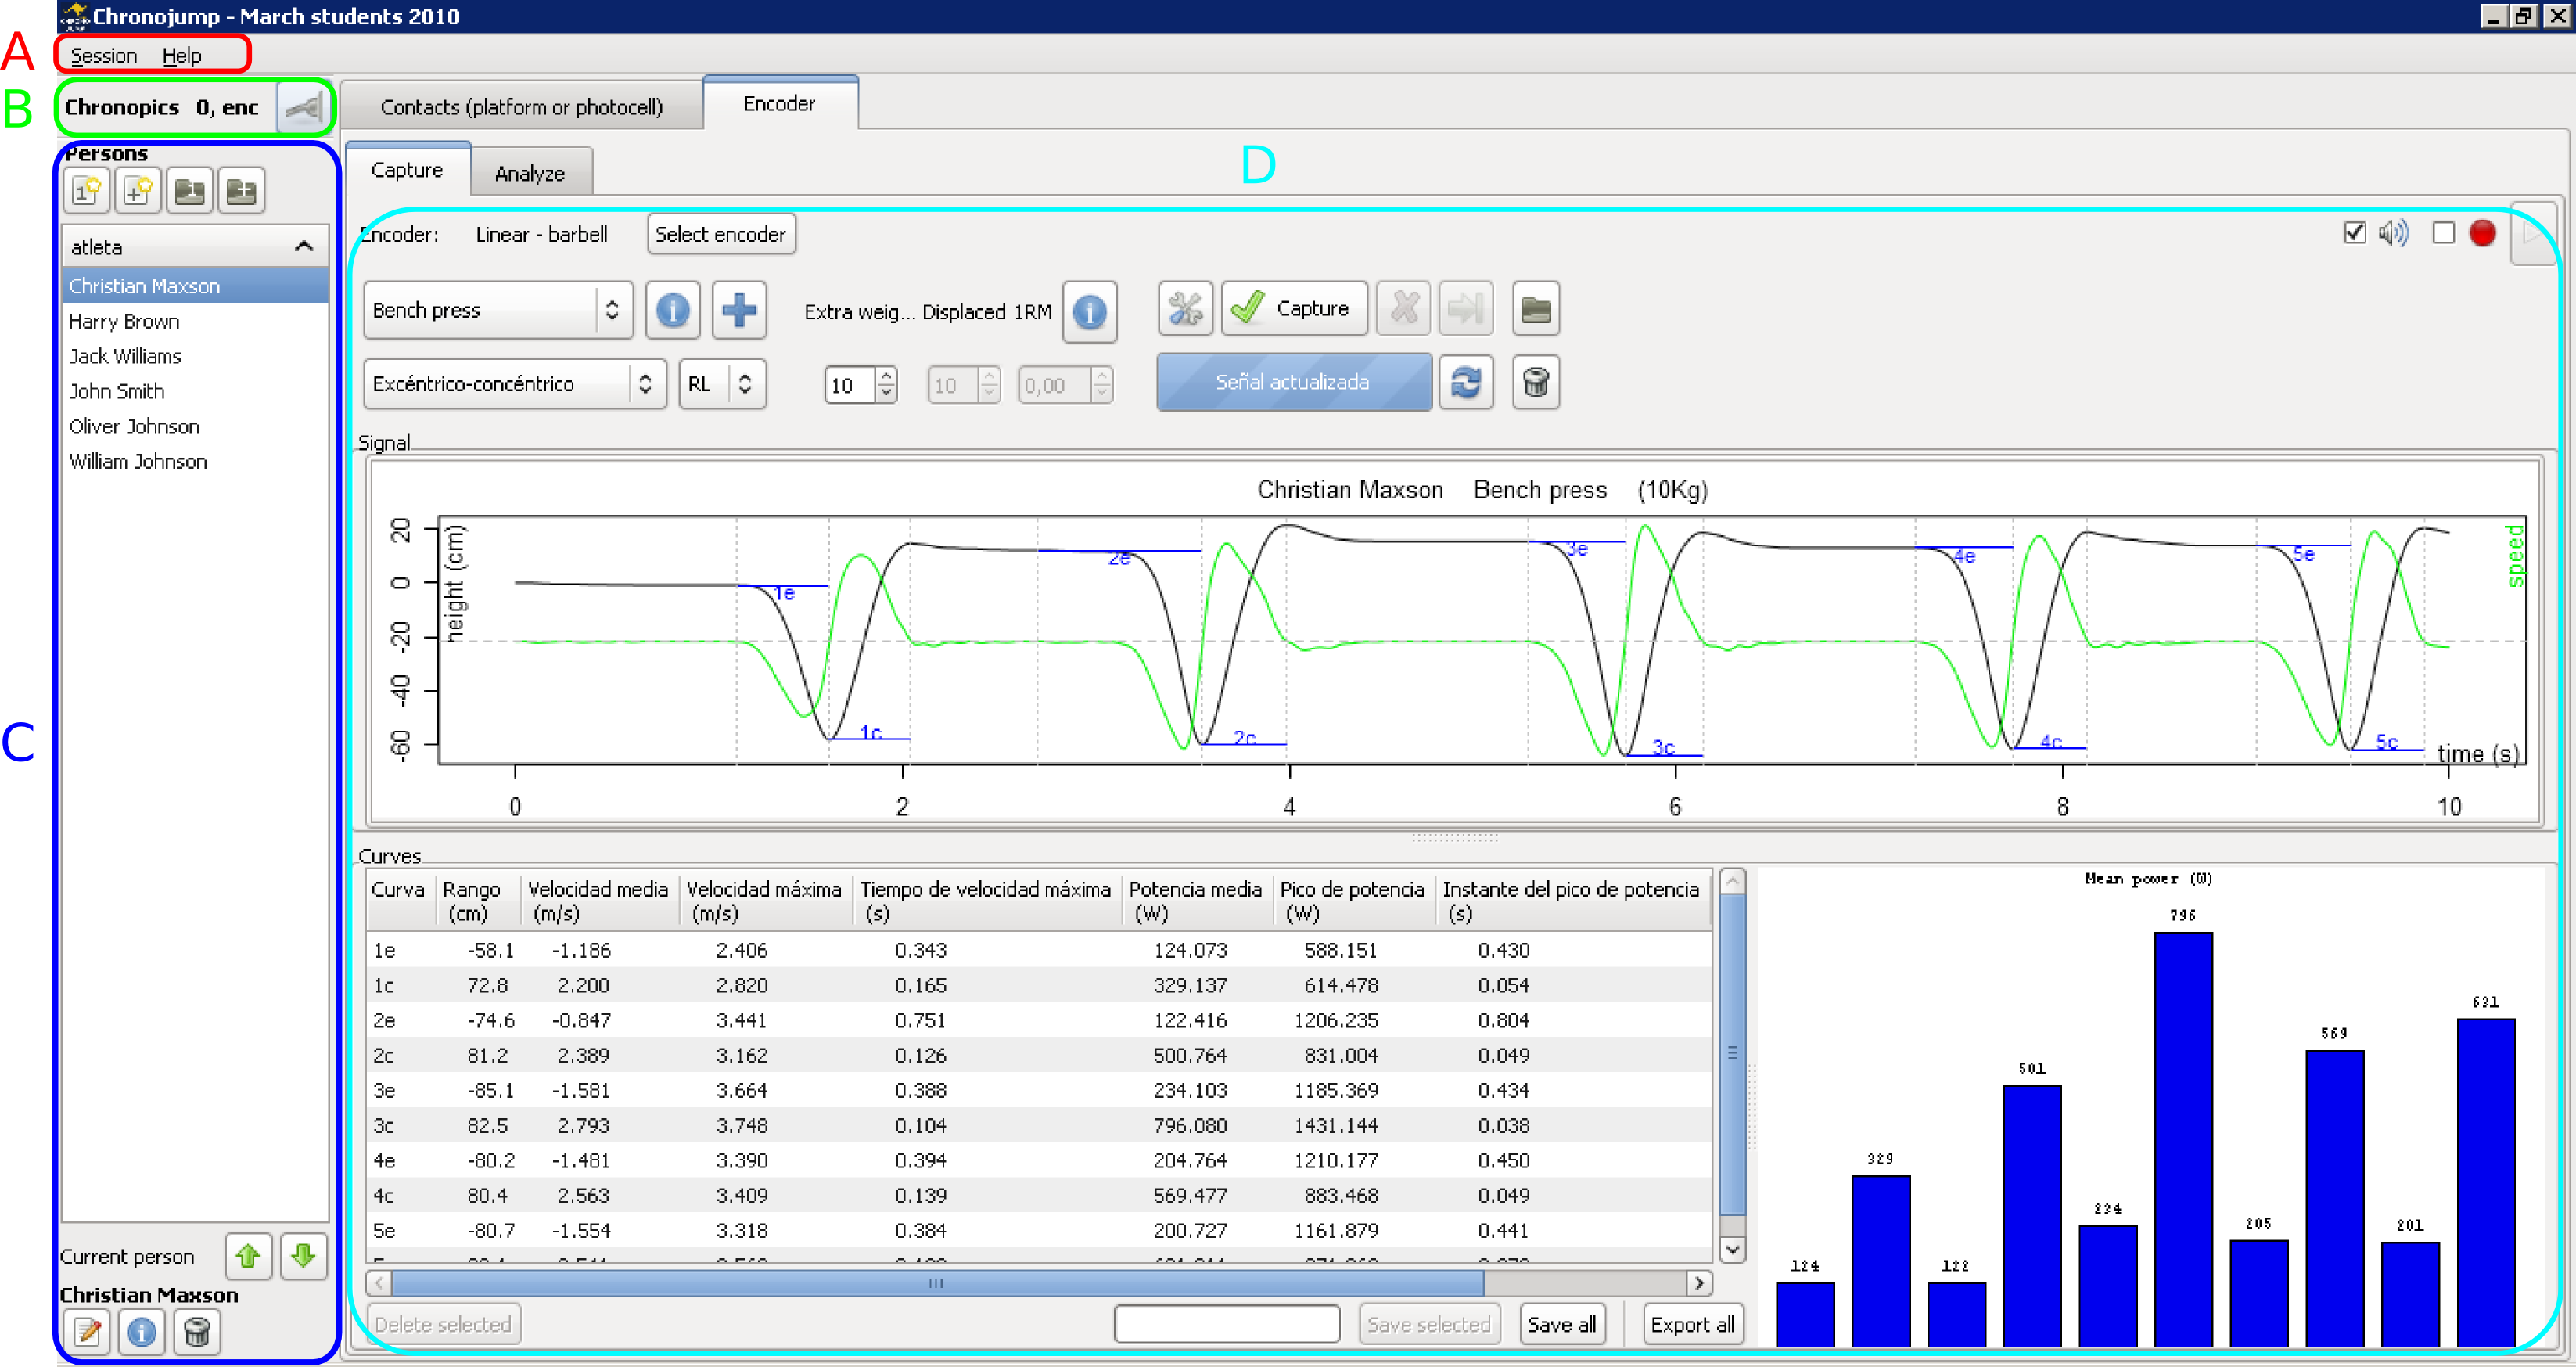 Chronojump - March students 2010
A
Session Help
B
Chronopics 0, enc
Contacts (platform or photocell)
Encoder
Persons
Capture
Analyze
D
atleta
Christian Maxson
Harry Brown
Jack Williams
John Smith
Oliver Johnson
William Johnson
C
Current person
Christian Maxson
Encoder: Linear - barbell Select encoder
Bench press
Extra weig... Displaced 1RM
Capture
Excéntrico-concéntrico
RL
10
10
0,00
Señal actualizada
Signal
Christian Maxson Bench press (10Kg)
height (cm)
20
0
-20
-40
-60
speed
1e
2e
3e
4e
5e
1c
2c
3c
4c
5c
time (s)
0 2 4 6 8 10
Curves
Curva Rango (cm) Velocidad media (m/s) Velocidad máxima (m/s) Tiempo de velocidad máxima (s) Potencia media (W) Pico de potencia (W) Instante del pico de potencia (s)
1e -58.1 -1.186 2.406 0.343 124.073 588.151 0.430
1c 72.8 2.200 2.820 0.165 329.137 614.478 0.054
2e -74.6 -0.847 3.441 0.751 122.416 1206.235 0.804
2c 81.2 2.389 3.162 0.126 500.764 831.004 0.049
3e -85.1 -1.581 3.664 0.388 234.103 1185.369 0.434
3c 82.5 2.793 3.748 0.104 796.080 1431.144 0.038
4e -80.2 -1.481 3.390 0.394 204.764 1210.177 0.450
4c 80.4 2.563 3.409 0.139 569.477 883.468 0.049
5e -80.7 -1.554 3.318 0.384 200.727 1161.879 0.441
Delete selected
Save selected
Save all
Export all
Mean power (W)
124
329
122
501
234
796
205
569
201
631